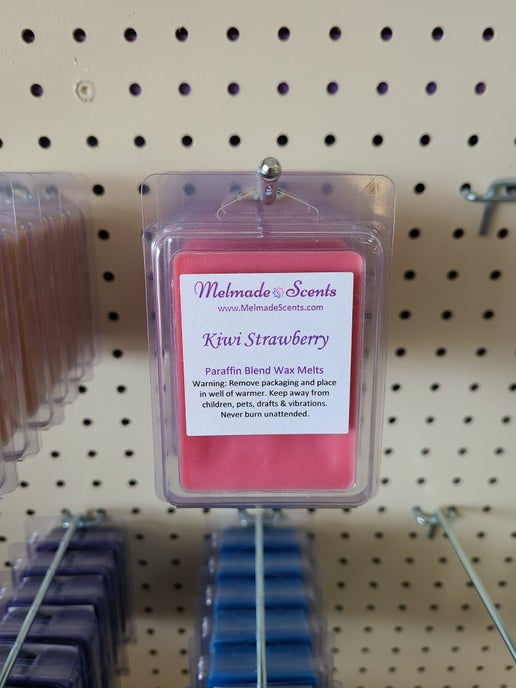 Melmade Scents
www.MelmadeScents.com
Kiwi Strawberry
Paraffin Blend Wax Melts
Warning: Remove packaging and place
in well of warmer. Keep away from
children, pets, drafts & vibrations.
Never burn unattended.